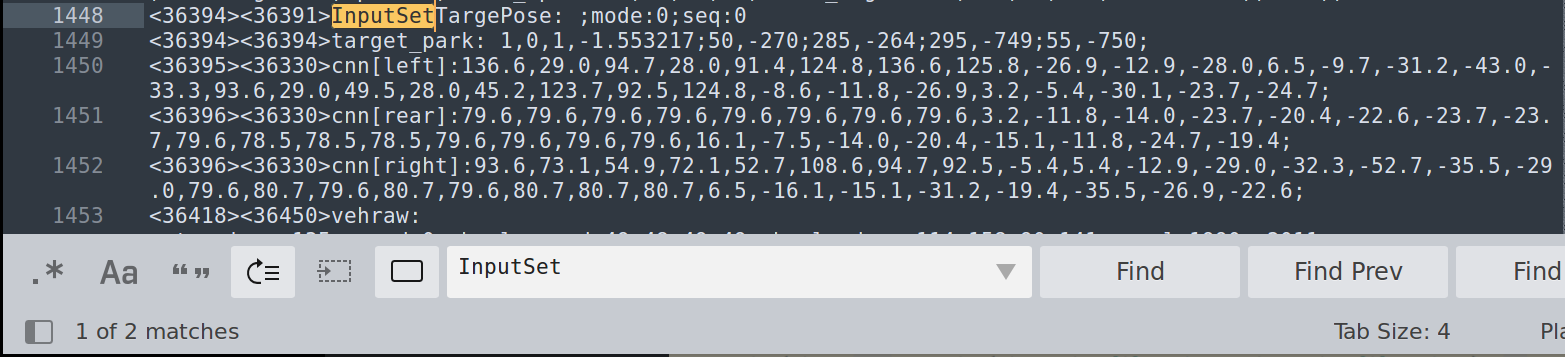 1448 <36394><36391>InputSetTargePose: ;mode:0;seq:0
1449 <36394><36394>target_park: 1,0,1,-1.553217;50,-270;285,-264;295,-749;55,-750;
1450 <36395><36330>cnn[left]:136.6,29.0,94.7,28.0,91.4,124.8,136.6,125.8,-26.9,-12.9,-28.0,6.5,-9.7,-31.2,-43.0,-
33.3,93.6,29.0,49.5,28.0,45.2,123.7,92.5,124.8,-8.6,-11.8,-26.9,3.2,-5.4,-30.1,-23.7,-24.7;
1451 <36396><36330>cnn[rear]:79.6,79.6,79.6,79.6,79.6,79.6,79.6,79.6,3.2,-11.8,-14.0,-23.7,-20.4,-22.6,-23.7,-23.
7,79.6,78.5,78.5,78.5,79.6,79.6,79.6,79.6,16.1,-7.5,-14.0,-20.4,-15.1,-11.8,-24.7,-19.4;
1452 <36396><36330>cnn[right]:93.6,73.1,54.9,72.1,52.7,108.6,94.7,92.5,-5.4,5.4,-12.9,-29.0,-32.3,-52.7,-35.5,-29
.0,79.6,80.7,79.6,80.7,79.6,80.7,80.7,80.7,6.5,-16.1,-15.1,-31.2,-19.4,-35.5,-26.9,-22.6;
1453 <36418><36450>vehraw:
.* Aa “” InputSet Find Find Prev Find
1 of 2 matches Tab Size: 4 Pla